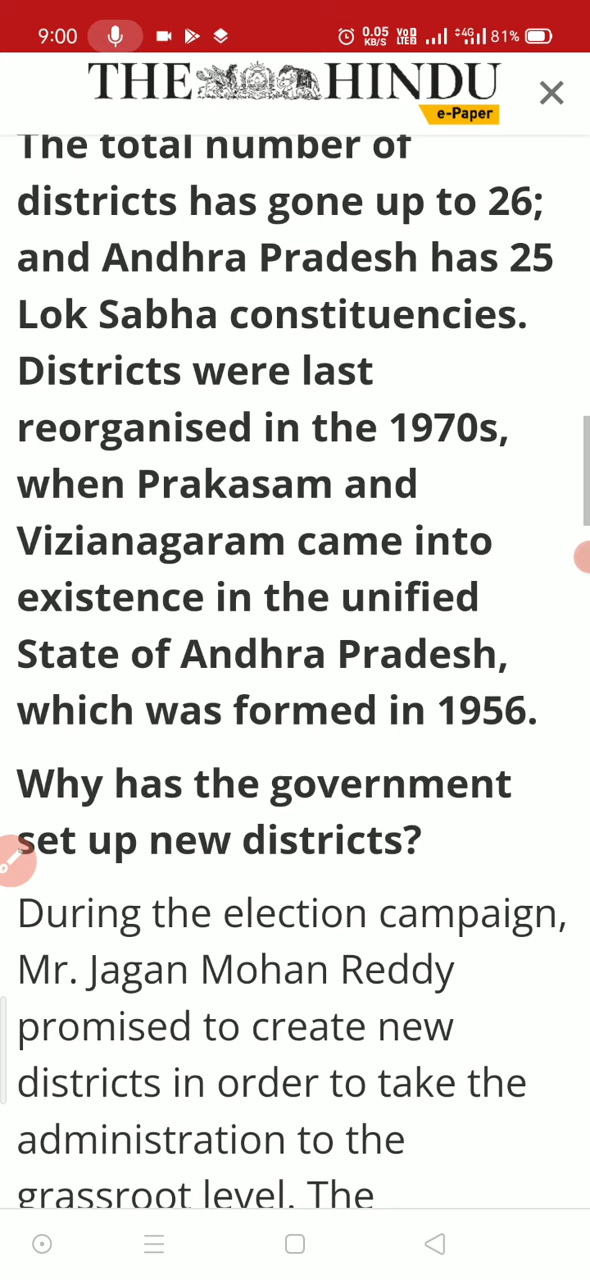 9:00 0.05 KB/S VoD LTE2 4G 81%
THE HINDU
e-Paper
The total number of
districts has gone up to 26;
and Andhra Pradesh has 25
Lok Sabha constituencies.
Districts were last
reorganised in the 1970s,
when Prakasam and
Vizianagaram came into
existence in the unified
State of Andhra Pradesh,
which was formed in 1956.
Why has the government
set up new districts?
During the election campaign,
Mr. Jagan Mohan Reddy
promised to create new
districts in order to take the
administration to the
grassroot level. The